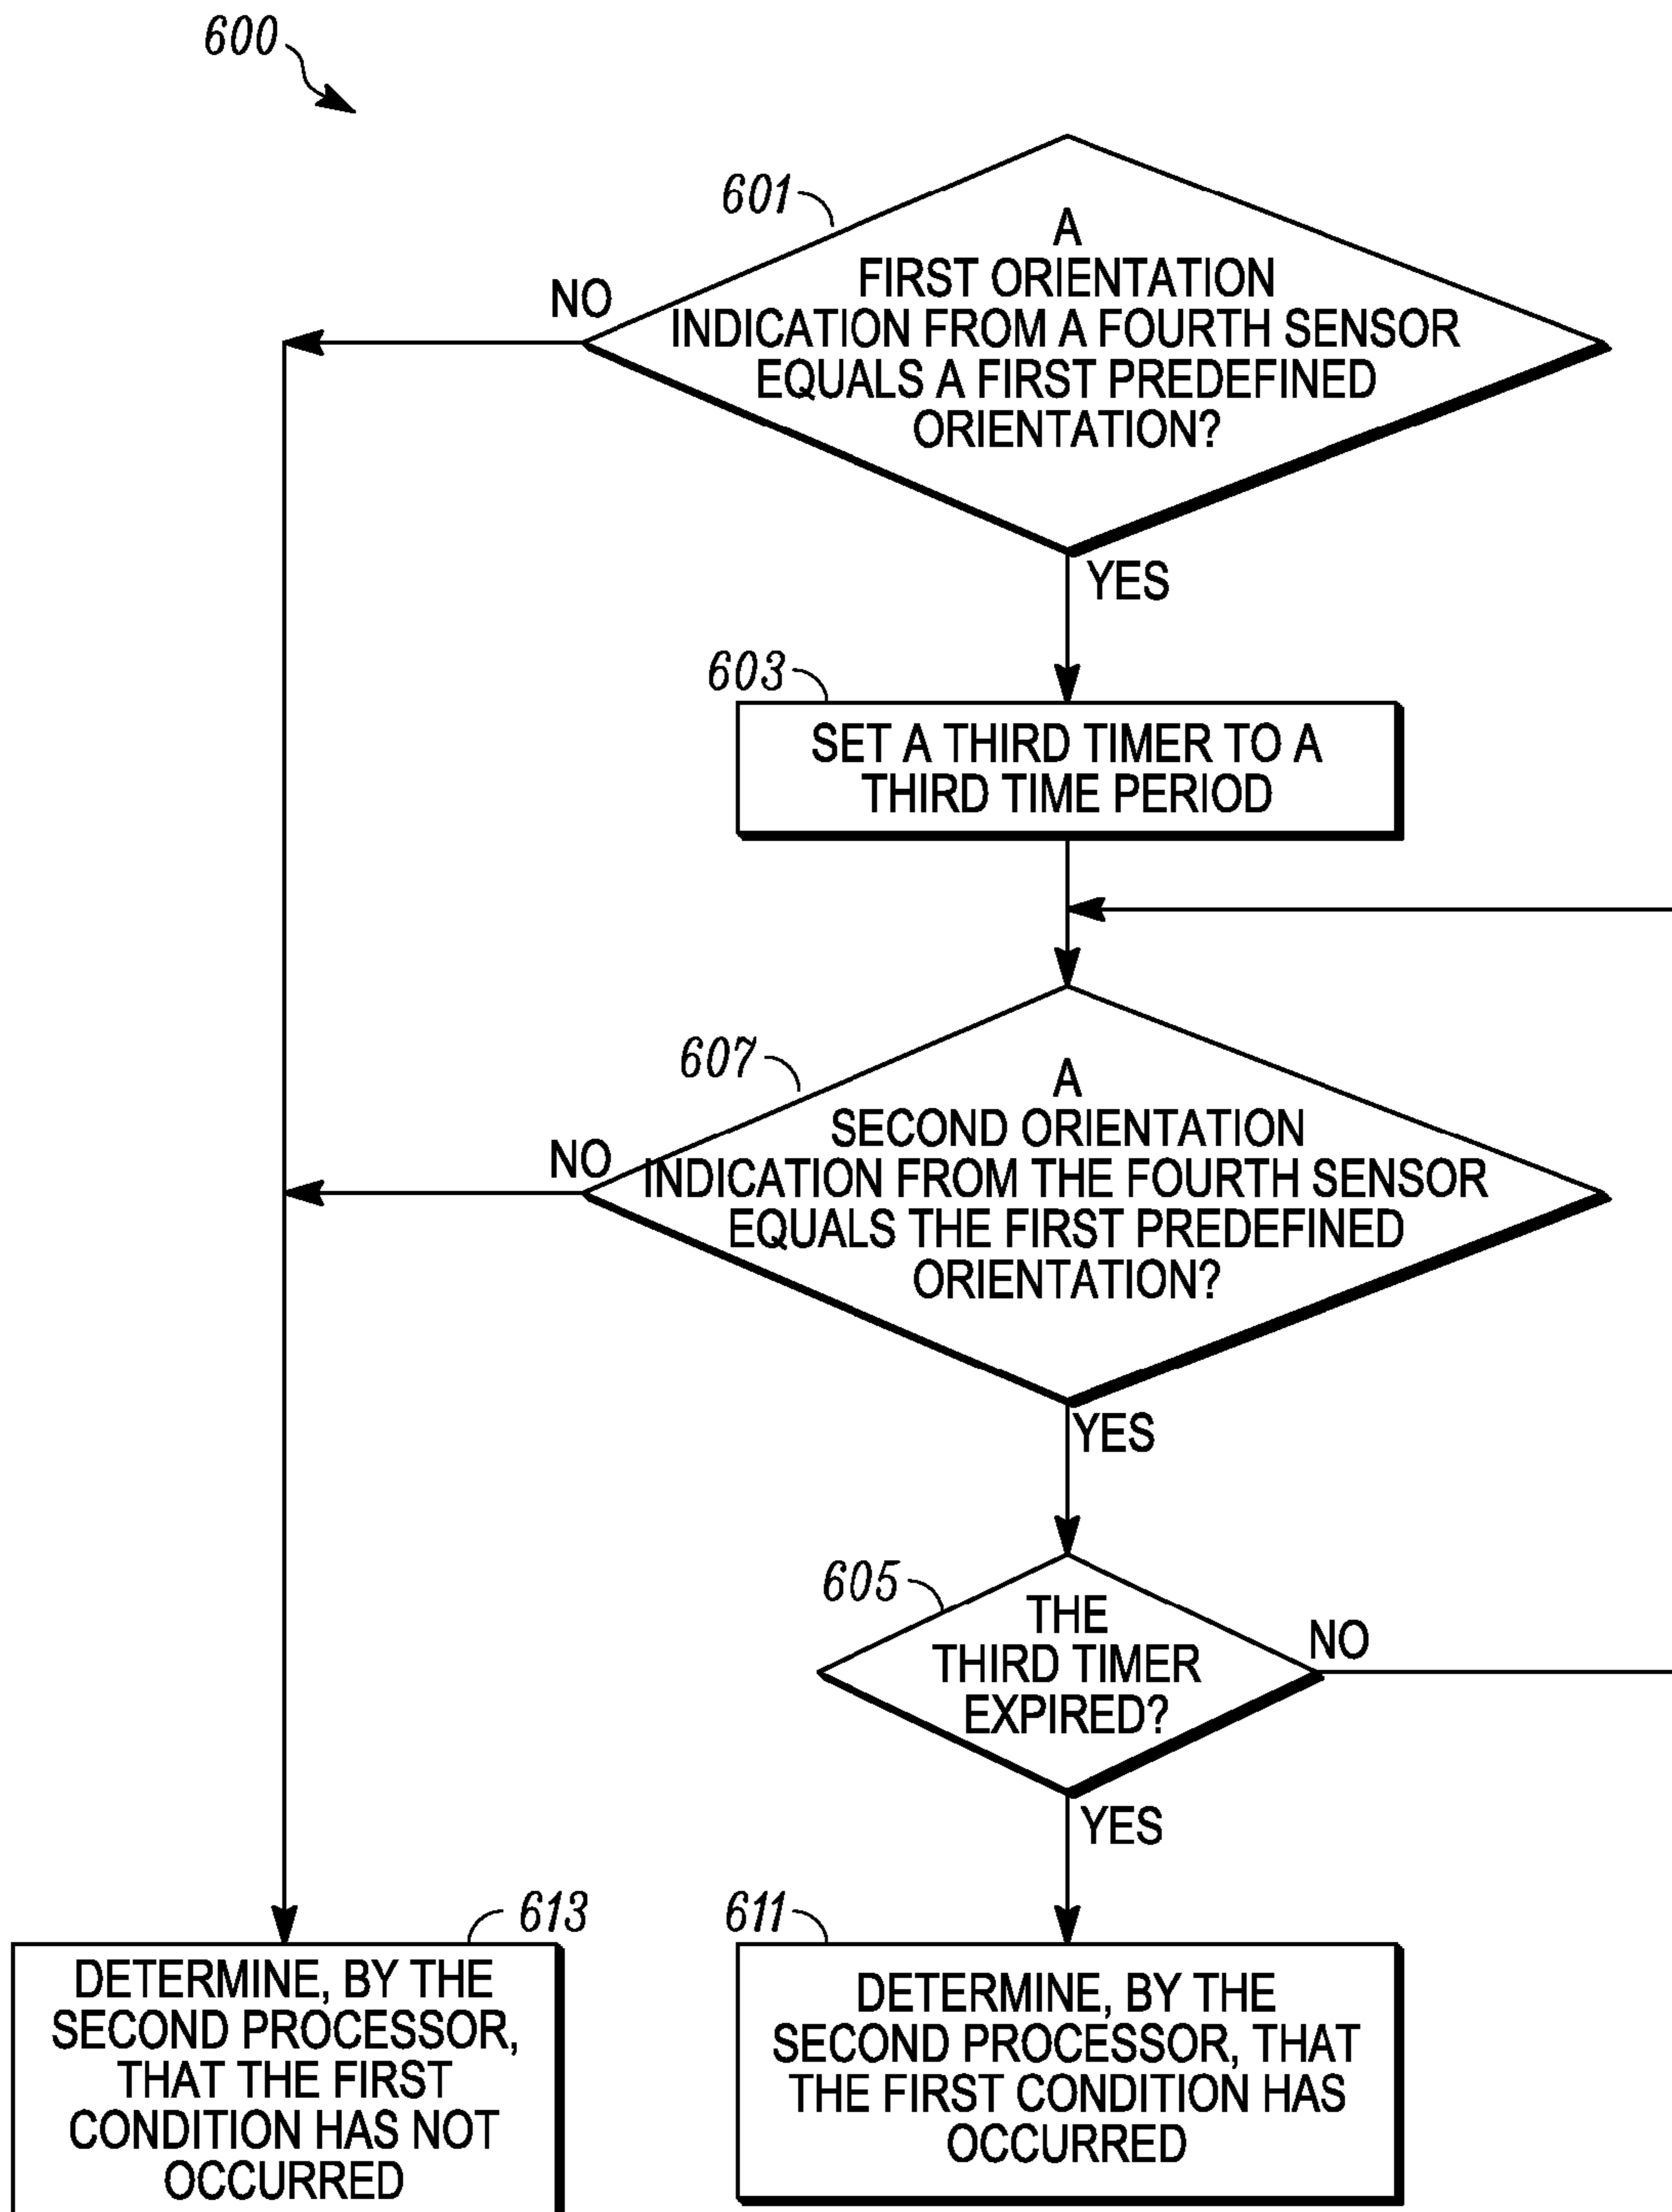 600
601
A
FIRST ORIENTATION
INDICATION FROM A FOURTH SENSOR
EQUALS A FIRST PREDEFINED
ORIENTATION?
NO
YES
603
SET A THIRD TIMER TO A
THIRD TIME PERIOD
607
A
SECOND ORIENTATION
INDICATION FROM THE FOURTH SENSOR
EQUALS THE FIRST PREDEFINED
ORIENTATION?
NO
YES
605
THE
THIRD TIMER
EXPIRED?
NO
YES
613
DETERMINE, BY THE
SECOND PROCESSOR,
THAT THE FIRST
CONDITION HAS NOT
OCCURRED
611
DETERMINE, BY THE
SECOND PROCESSOR, THAT
THE FIRST CONDITION HAS
OCCURRED